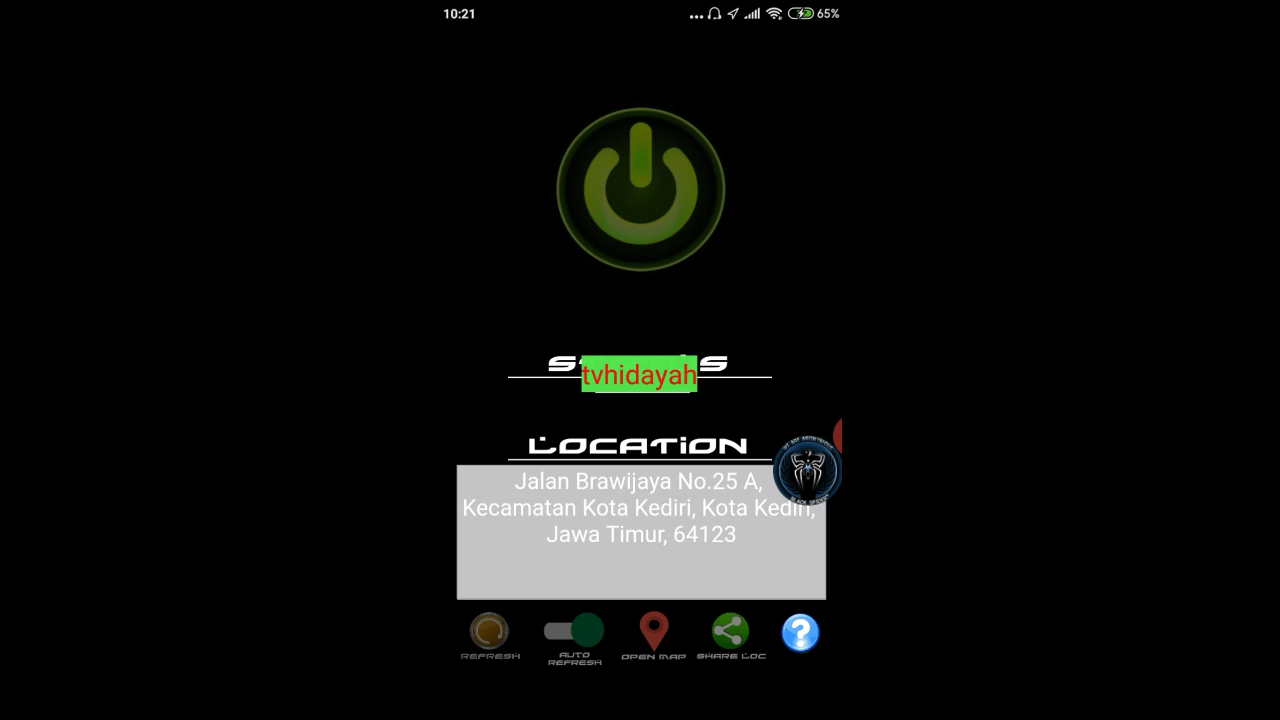 10:21
65%
tvhidayah
LOCATION
Jalan Brawijaya No.25 A,
Kecamatan Kota Kediri, Kota Kediri,
Jawa Timur, 64123
REFRESH
AUTO
REFRESH
OPEN MAP
SHARE LOC
?